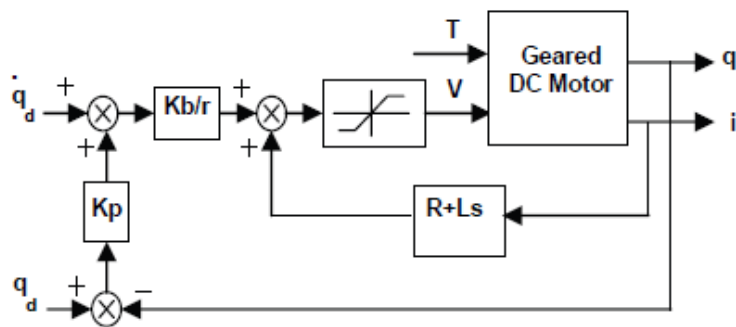 T
Geared
DC Motor
q
q̇d
+
+
Kb/r
+
+
V
i
Kp
R+Ls
qd
+
−